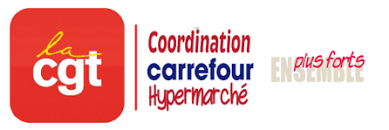 la
cgt
Coordination
carrefour
Hypermarché
plus forts
ENSEMBLE